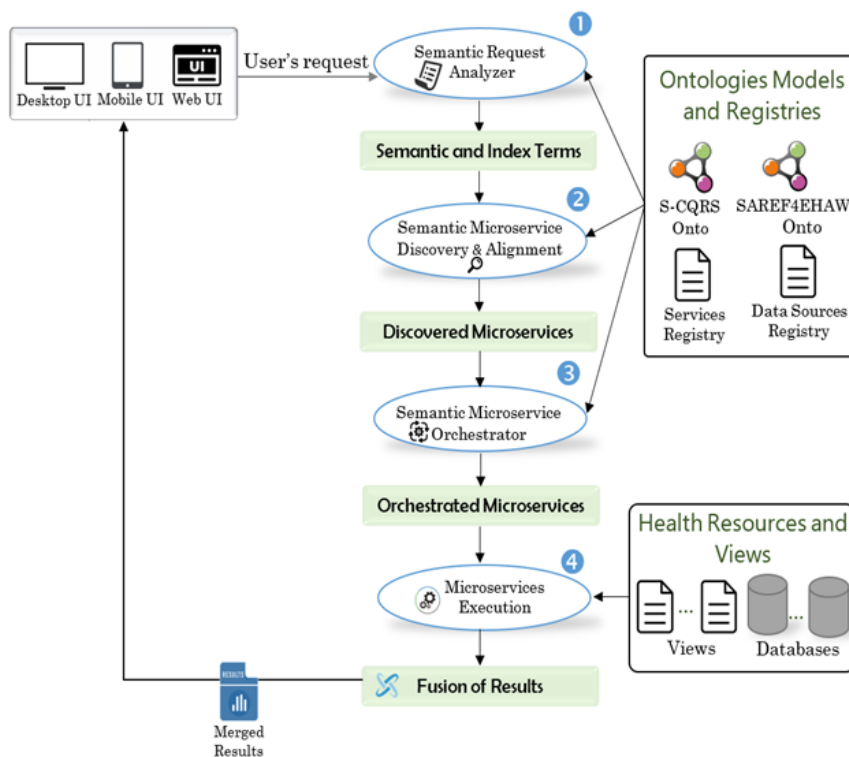 Desktop UI
Mobile UI
UI
Web UI
User's request
1
Semantic Request
Analyzer
Semantic and Index Terms
2
Semantic Microservice
Discovery & Alignment
Discovered Microservices
3
Semantic Microservice
Orchestrator
Orchestrated Microservices
4
Microservices
Execution
Fusion of Results
RESULTS
Merged
Results
Ontologies Models
and Registries
S-CQRS
Onto
SAREF4EHAW
Onto
Services
Registry
Data Sources
Registry
Health Resources and
Views
...
...
Views
Databases